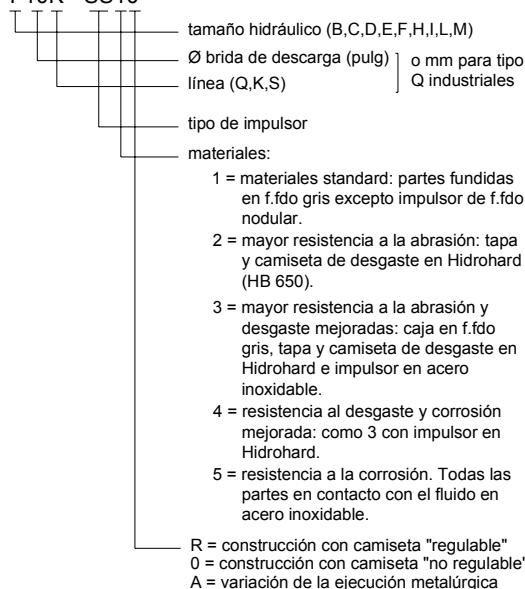 tamaño hidráulico (B,C,D,E,F,H,I,L,M)
Ø brida de descarga (pulg)
o mm para tipo
línea (Q,K,S)
Q industriales
tipo de impulsor
materiales:
1 = materiales standard: partes fundidas
en f.fdo gris excepto impulsor de f.fdo
nodular.
2 = mayor resistencia a la abrasión: tapa
y camiseta de desgaste en Hidrohard
(HB 650).
3 = mayor resistencia a la abrasión y
desgaste mejoradas: caja en f.fdo
gris, tapa y camiseta de desgaste en
Hidrohard e impulsor en acero
inoxidable.
4 = resistencia al desgaste y corrosión
mejorada: como 3 con impulsor en
Hidrohard.
5 = resistencia a la corrosión. Todas las
partes en contacto con el fluido en
acero inoxidable.
R = construcción con camiseta "regulable"
0 = construcción con camiseta "no regulable"
A = variación de la ejecución metalúrgica